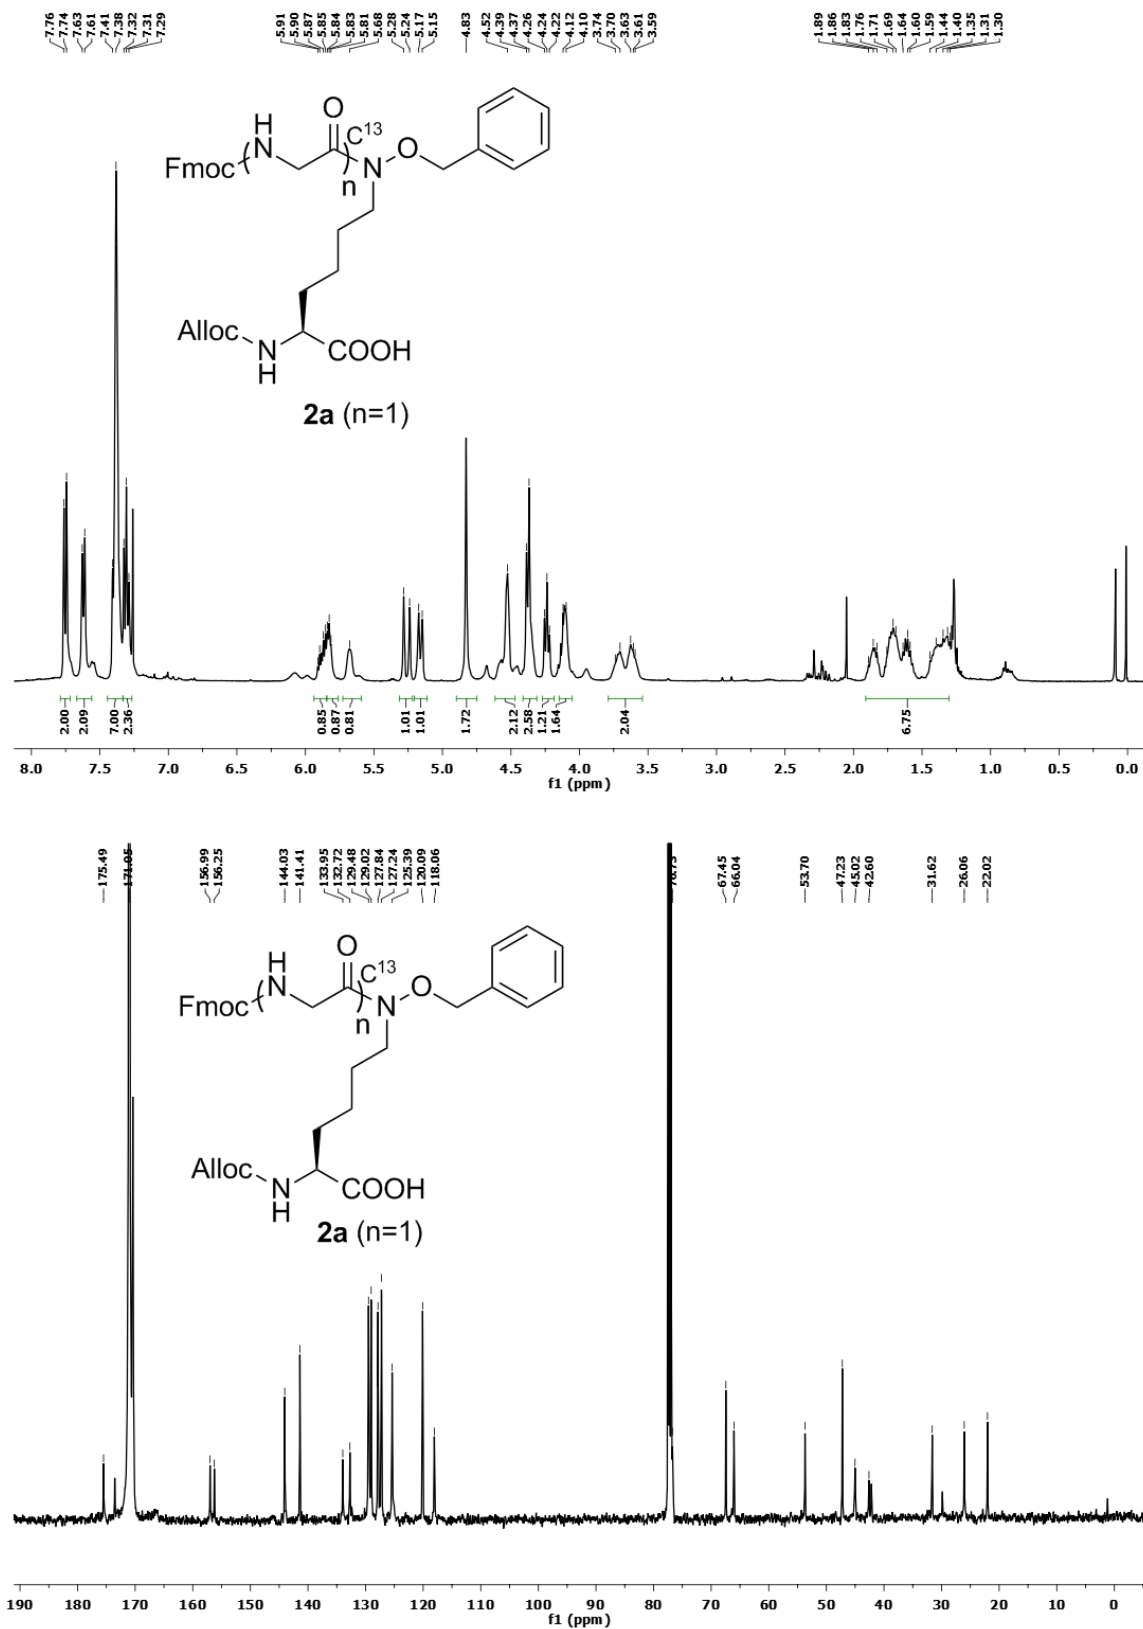 7.76 7.74 7.63 7.61 7.41 7.38 7.32 7.31 7.29 5.91 5.90 5.87 5.85 5.84 5.83 5.81 5.68 5.28 5.24 5.17 5.15 4.83 4.52 4.39 4.37 4.26 4.24 4.22 4.12 4.10 3.74 3.70 3.63 3.61 3.59 1.89 1.86 1.83 1.76 1.71 1.69 1.64 1.60 1.59 1.44 1.40 1.35 1.31 1.30
O
H
C13
Fmoc N O
n N
Alloc N COOH
H
2a (n=1)
2.00 2.09 7.00 2.36 0.85 0.87 0.81 1.01 1.01 1.72 2.12 2.58 1.21 1.64 2.04 6.75
8.0 7.5 7.0 6.5 6.0 5.5 5.0 4.5 4.0 3.5 3.0 2.5 2.0 1.5 1.0 0.5 0.0
f1 (ppm)
175.49 171.05 156.99 156.25 144.03 141.41 133.95 132.72 129.48 129.02 127.84 127.24 125.39 120.09 118.06 76.73 67.45 66.04 53.70 47.23 45.02 42.60 31.62 26.06 22.02
O
H
C13
Fmoc N O
n N
Alloc N COOH
H
2a (n=1)
190 180 170 160 150 140 130 120 110 100 90 80 70 60 50 40 30 20 10 0
f1 (ppm)